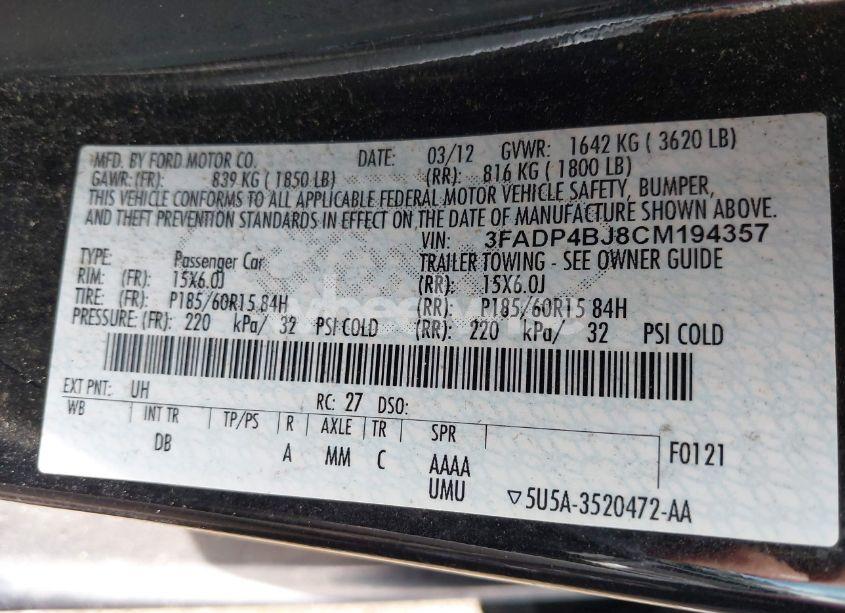 MFD. BY FORD MOTOR CO. DATE: 03/12 GVWR: 1642 KG ( 3620 LB)
GAWR: (FR): 839 KG ( 1850 LB) (RR): 816 KG ( 1800 LB)
THIS VEHICLE CONFORMS TO ALL APPLICABLE FEDERAL MOTOR VEHICLE SAFETY, BUMPER,
AND THEFT PREVENTION STANDARDS IN EFFECT ON THE DATE OF MANUFACTURE SHOWN ABOVE.
VIN: 3FADP4BJ8CM194357
TYPE: Passenger Car TRAILER TOWING - SEE OWNER GUIDE
RIM: (FR): 15X6.0J (RR): 15X6.0J
TIRE: (FR): P185/60R15 84H (RR): P185/60R15 84H
PRESSURE: (FR): 220 kPa/ 32 PSI COLD (RR): 220 kPa/ 32 PSI COLD
EXT PNT: UH RC: 27 DSO:
WB INT TR TP/PS R AXLE TR SPR
DB A MM C AAAA F0121
UMU ▽5U5A-3520472-AA